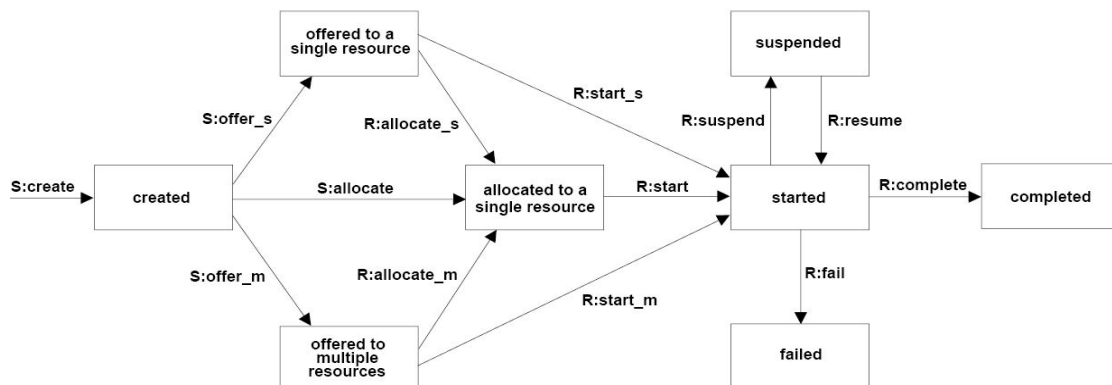 offered to a
single resource
suspended
R:start_s
S:offer_s
R:allocate_s
R:suspend
R:resume
S:create
created
S:allocate
allocated to a
single resource
R:start
started
R:complete
completed
S:offer_m
R:allocate_m
R:start_m
R:fail
offered to
multiple
resources
failed